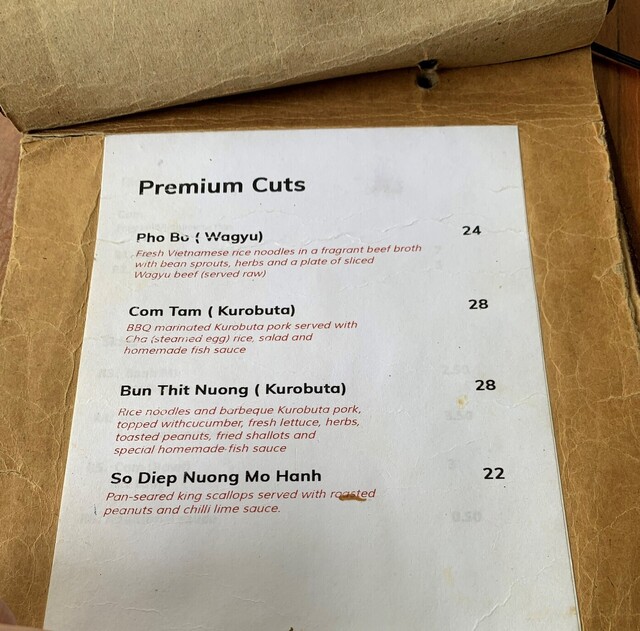 Premium Cuts
Pho Bo ( Wagyu) 24
Fresh Vietnamese rice noodles in a fragrant beef broth
with bean sprouts, herbs and a plate of sliced
Wagyu beef (served raw)
Com Tam ( Kurobuta) 28
BBQ marinated Kurobuta pork served with
Cha (steamed egg) rice, salad and
homemade fish sauce
Bun Thit Nuong ( Kurobuta) 28
Rice noodles and barbeque Kurobuta pork,
topped withcucumber, fresh lettuce, herbs,
toasted peanuts, fried shallots and
special homemade-fish sauce
So Diep Nuong Mo Hanh 22
Pan-seared king scallops served with roasted
peanuts and chilli lime sauce.